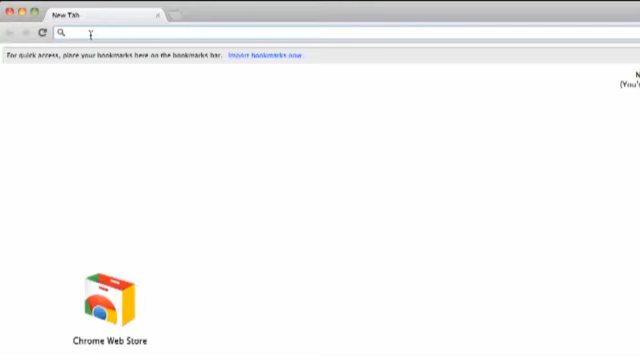 New Tab
For quick access, place your bookmarks here on the bookmarks bar. Import bookmarks now...
N
(You'
Chrome Web Store